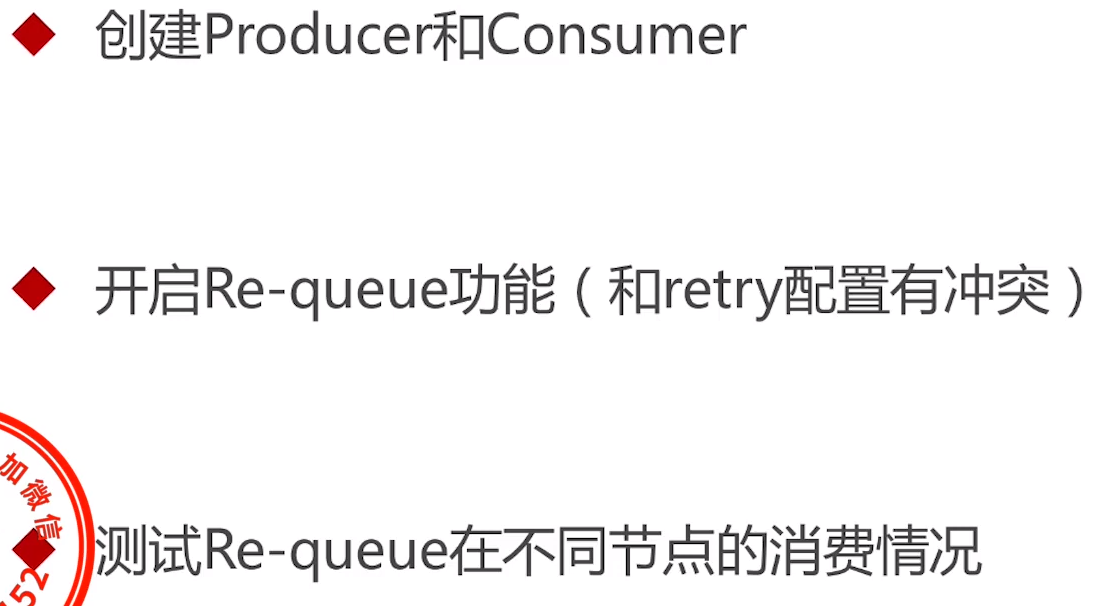 创建Producer和Consumer
开启Re-queue功能（和retry配置有冲突）
加微信
测试Re-queue在不同节点的消费情况
52